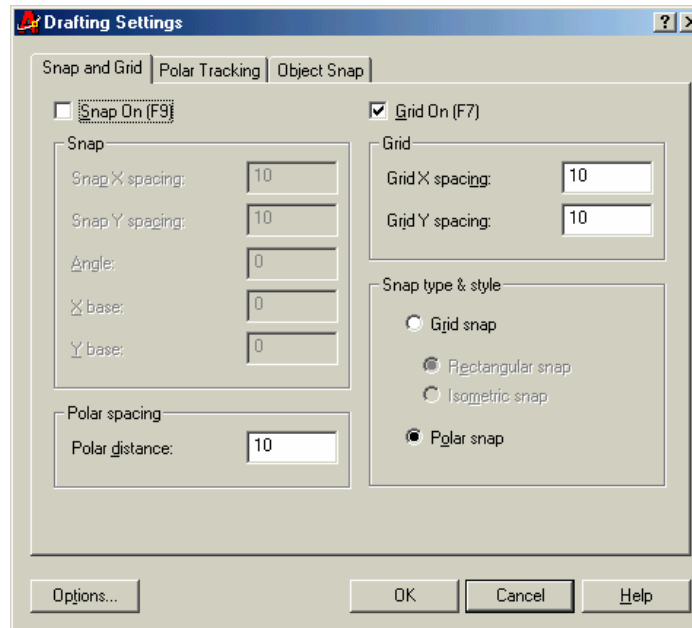 Drafting Settings
Snap and Grid
Polar Tracking
Object Snap
Snap On (F9)
Snap
Snap X spacing: 10
Snap Y spacing: 10
Angle: 0
X base: 0
Y base: 0
Polar spacing
Polar distance: 10
Grid On (F7)
Grid
Grid X spacing: 10
Grid Y spacing: 10
Snap type & style
Grid snap
Rectangular snap
Isometric snap
Polar snap
Options...
OK
Cancel
Help